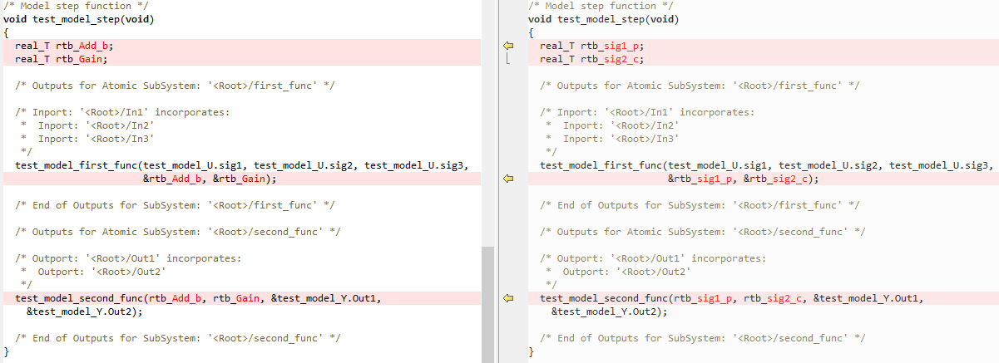 /* Model step function */
void test_model_step(void)
{
  real_T rtb_Add_b;
  real_T rtb_Gain;

  /* Outputs for Atomic SubSystem: '<Root>/first_func' */

  /* Inport: '<Root>/In1' incorporates:
   *  Inport: '<Root>/In2'
   *  Inport: '<Root>/In3'
   */
  test_model_first_func(test_model_U.sig1, test_model_U.sig2, test_model_U.sig3,
                        &rtb_Add_b, &rtb_Gain);

  /* End of Outputs for SubSystem: '<Root>/first_func' */

  /* Outputs for Atomic SubSystem: '<Root>/second_func' */

  /* Outport: '<Root>/Out1' incorporates:
   *  Outport: '<Root>/Out2'
   */
  test_model_second_func(rtb_Add_b, rtb_Gain, &test_model_Y.Out1,
    &test_model_Y.Out2);

  /* End of Outputs for SubSystem: '<Root>/second_func' */
}
/* Model step function */
void test_model_step(void)
{
  real_T rtb_sig1_p;
  real_T rtb_sig2_c;

  /* Outputs for Atomic SubSystem: '<Root>/first_func' */

  /* Inport: '<Root>/In1' incorporates:
   *  Inport: '<Root>/In2'
   *  Inport: '<Root>/In3'
   */
  test_model_first_func(test_model_U.sig1, test_model_U.sig2, test_model_U.sig3,
                        &rtb_sig1_p, &rtb_sig2_c);

  /* End of Outputs for SubSystem: '<Root>/first_func' */

  /* Outputs for Atomic SubSystem: '<Root>/second_func' */

  /* Outport: '<Root>/Out1' incorporates:
   *  Outport: '<Root>/Out2'
   */
  test_model_second_func(rtb_sig1_p, rtb_sig2_c, &test_model_Y.Out1,
    &test_model_Y.Out2);

  /* End of Outputs for SubSystem: '<Root>/second_func' */
}